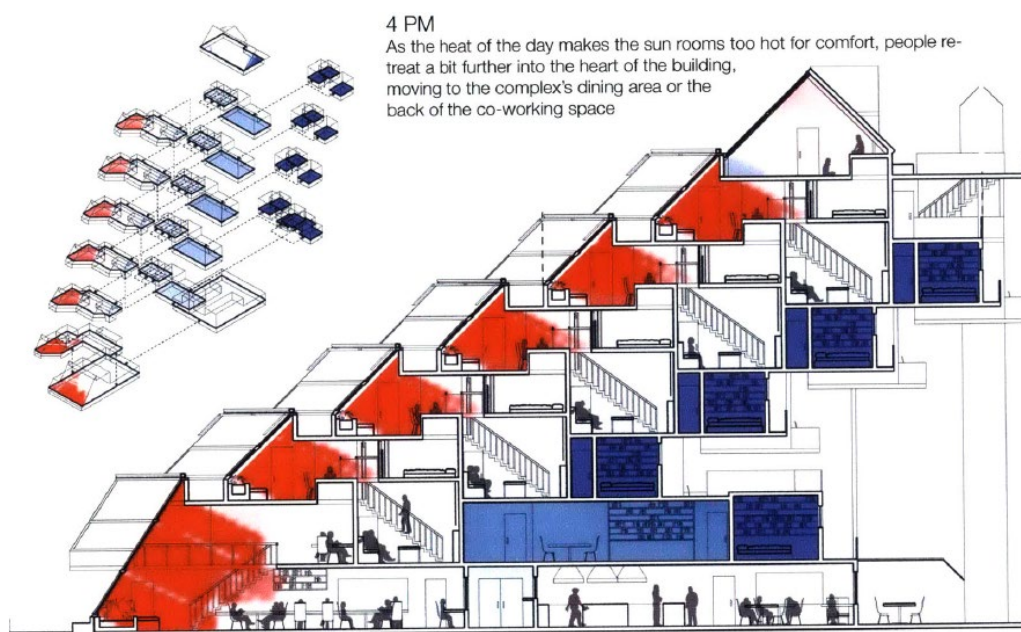 4 PM
As the heat of the day makes the sun rooms too hot for comfort, people re-
treat a bit further into the heart of the building,
moving to the complex's dining area or the
back of the co-working space